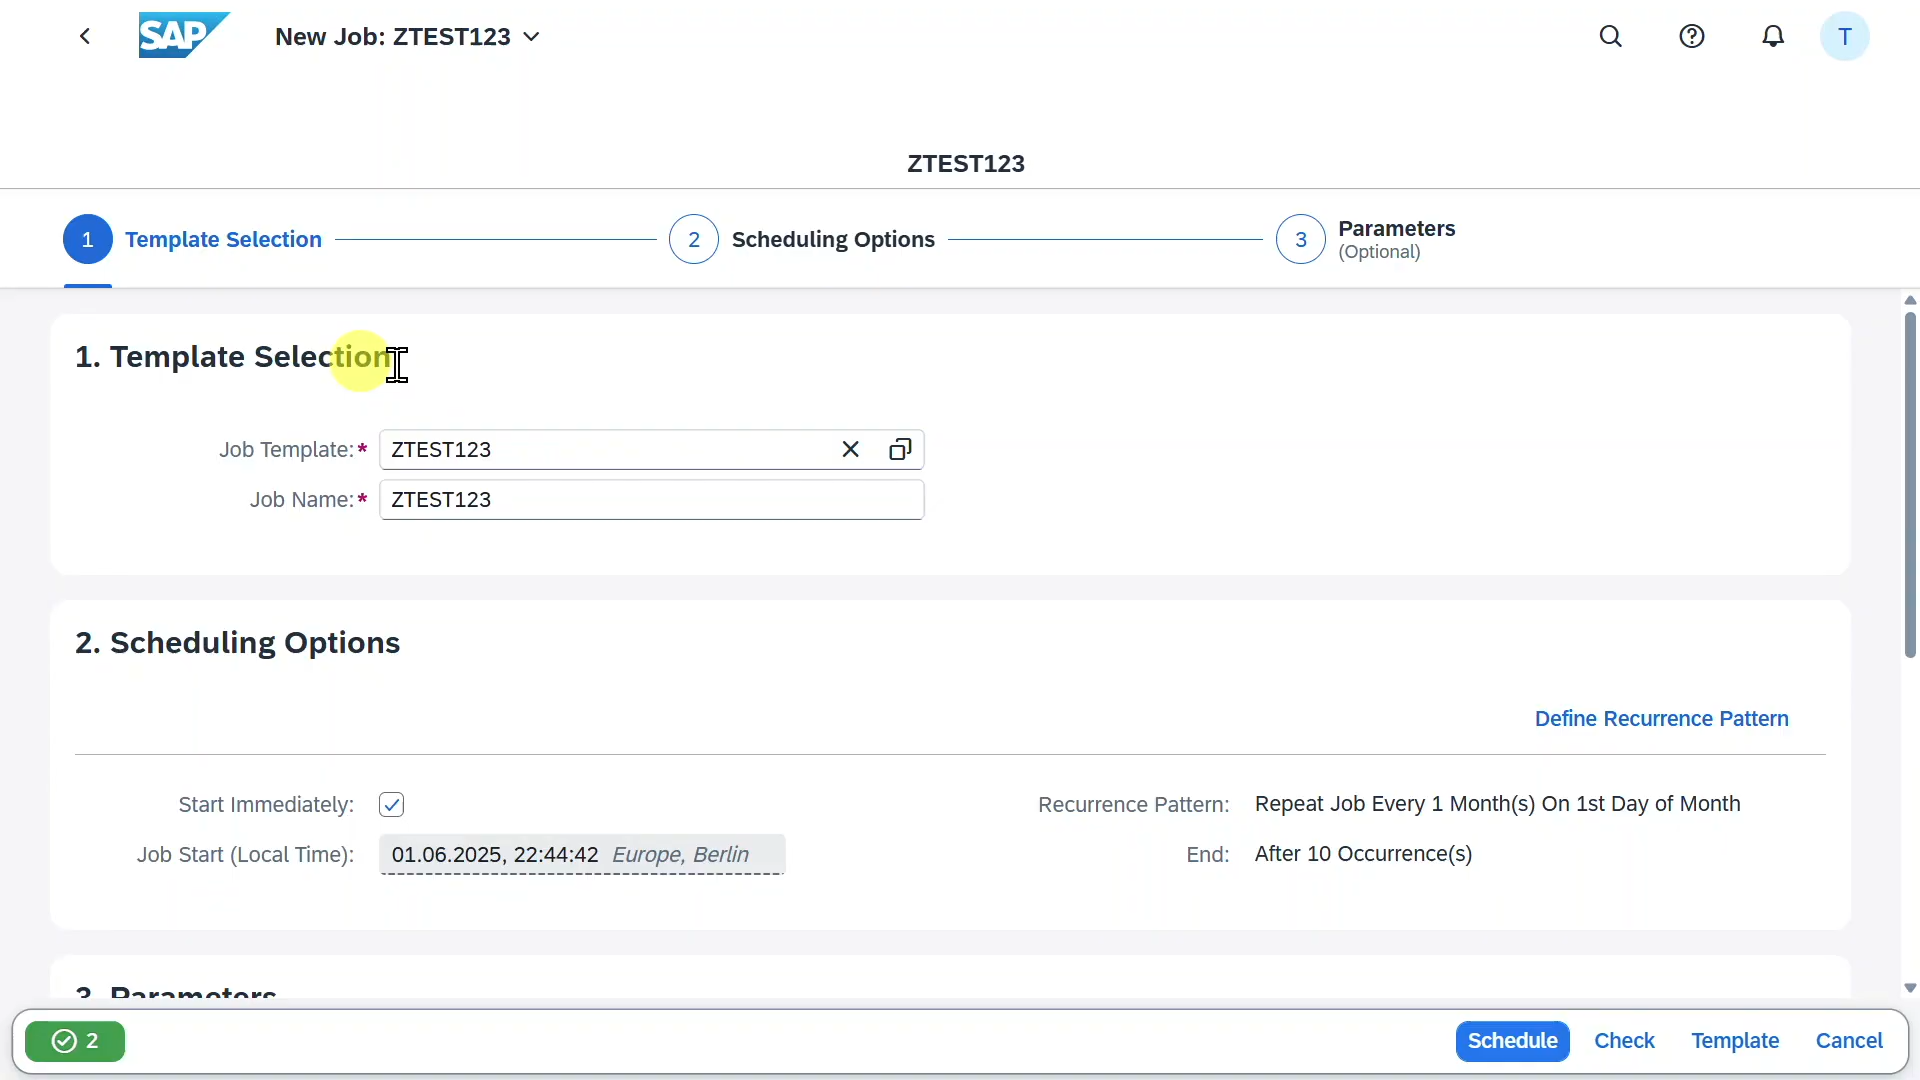 SAP
New Job: ZTEST123
T
ZTEST123
1 Template Selection
2 Scheduling Options
3 Parameters
(Optional)
1. Template Selection
Job Template:* ZTEST123
Job Name:* ZTEST123
2. Scheduling Options
Define Recurrence Pattern
Start Immediately:
Recurrence Pattern: Repeat Job Every 1 Month(s) On 1st Day of Month
Job Start (Local Time): 01.06.2025, 22:44:42 Europe, Berlin
End: After 10 Occurrence(s)
3. Parameters
2
Schedule
Check
Template
Cancel